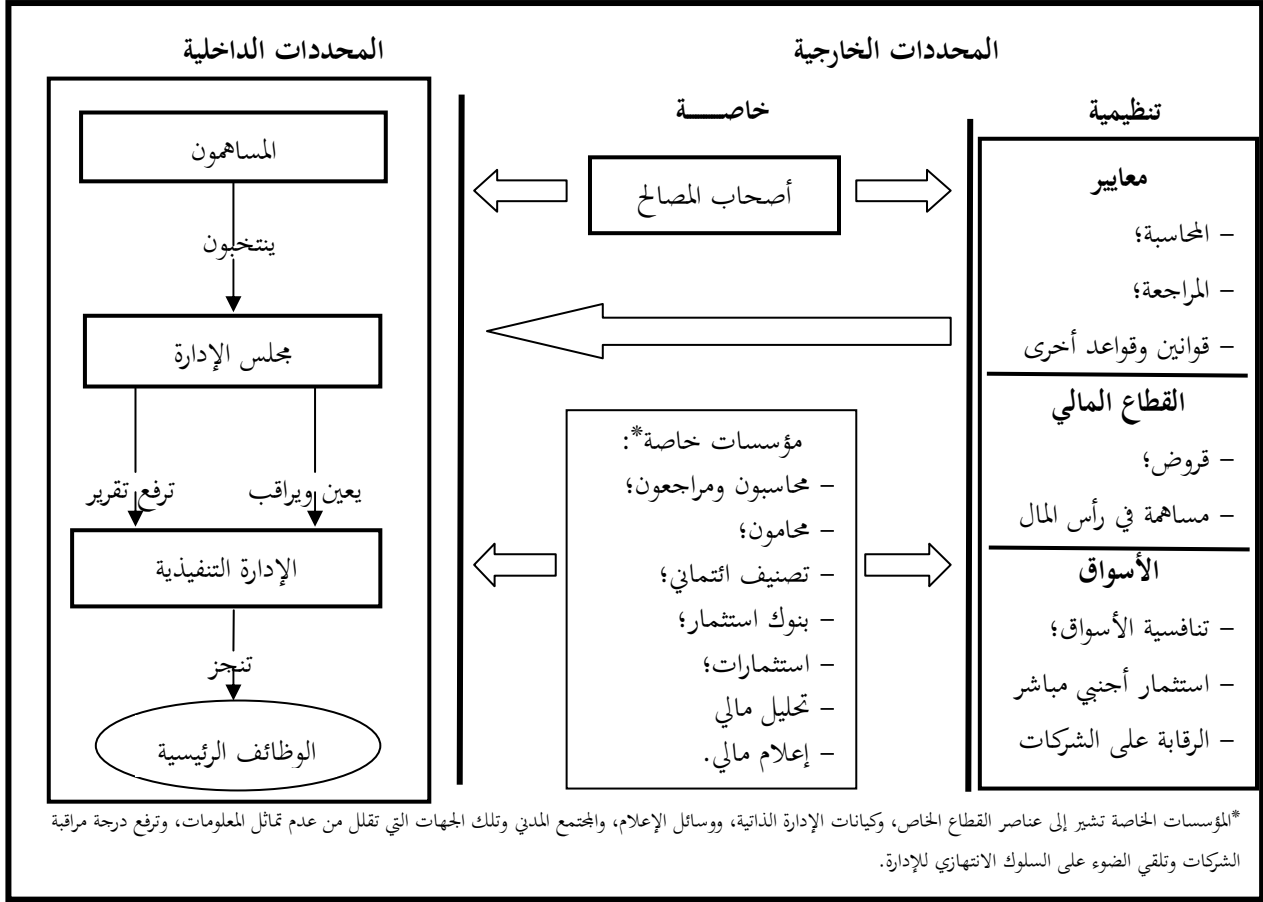 المحددات الخارجية
المحددات الداخلية
تنظيمية
خاصــــــة
معايير
– المحاسبة؛
– المراجعة؛
– قوانين وقواعد أخرى
القطاع المالي
– قروض؛
– مساهمة في رأس المال
الأسواق
– تنافسية الأسواق؛
– استثمار أجنبي مباشر
– الرقابة على الشركات
أصحاب المصالح
مؤسسات خاصة*:
– محاسبون ومراجعون؛
– محامون؛
– تصنيف ائتماني؛
– بنوك استثمار؛
– استثمارات؛
– تحليل مالي
– إعلام مالي.
المساهمون
ينتخبون
مجلس الإدارة
يعين ويراقب
ترفع تقرير
الإدارة التنفيذية
تنجز
الوظائف الرئيسية
*المؤسسات الخاصة تشير إلى عناصر القطاع الخاص، وكيانات الإدارة الذاتية، ووسائل الإعلام، والمجتمع المدني وتلك الجهات التي تقلل من عدم تماثل المعلومات، وترفع درجة مراقبة
الشركات وتلقي الضوء على السلوك الانتهازي للإدارة.